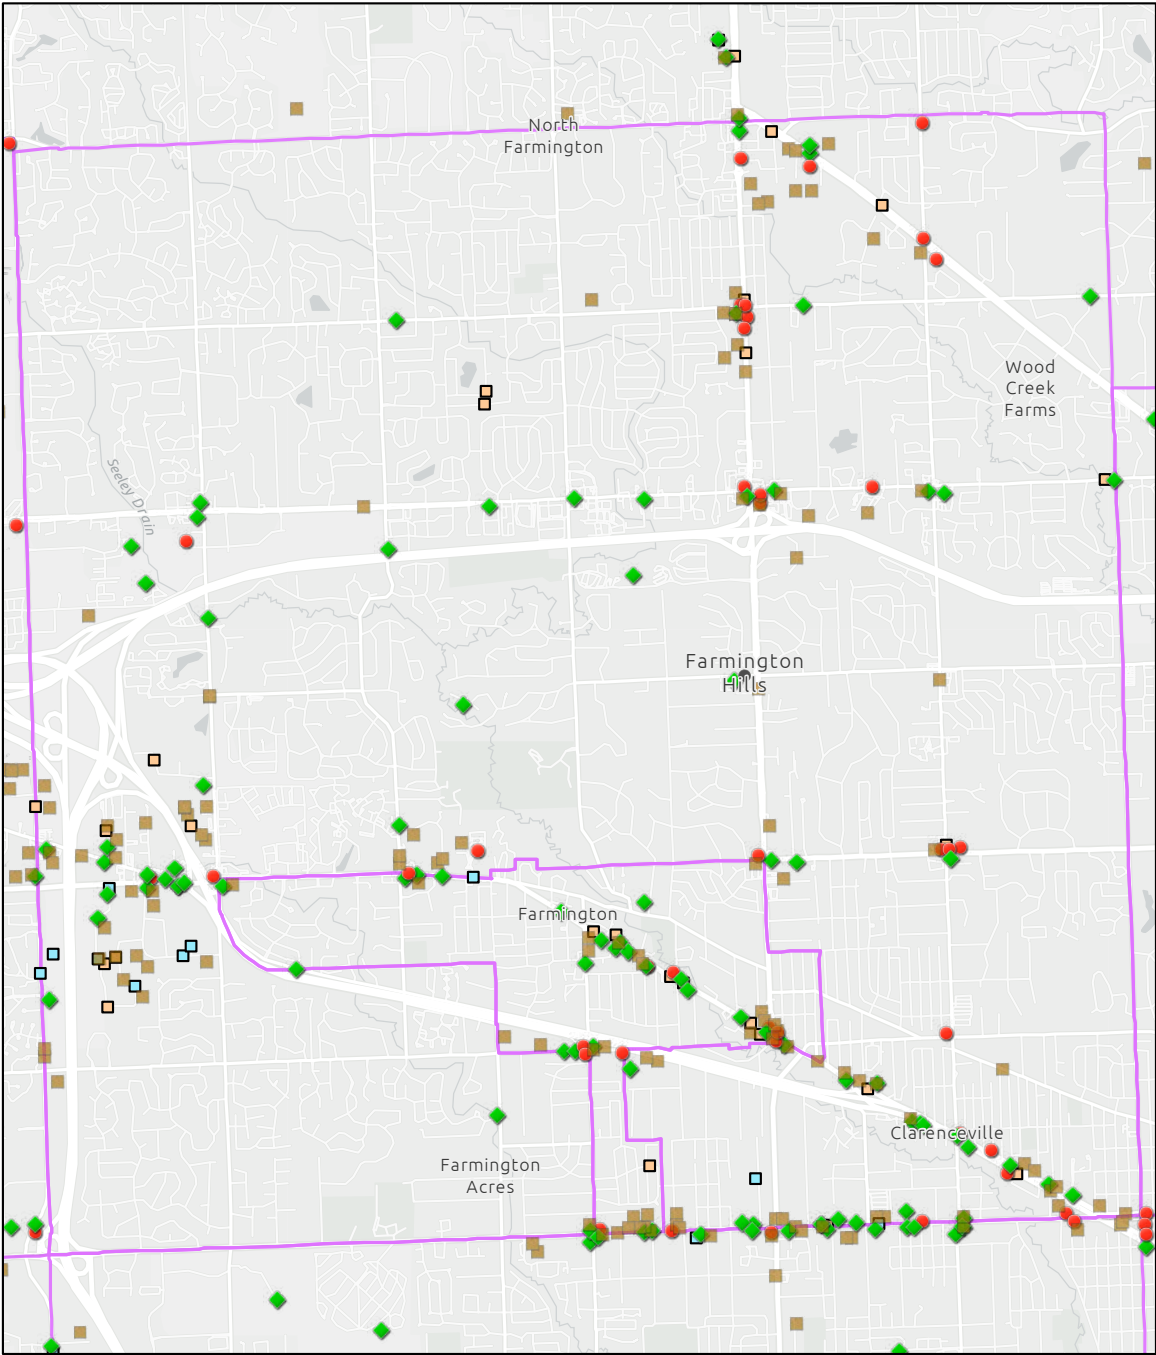 North
Farmington
Wood
Creek
Farms
Seeley Drain
Farmington
Hills
Farmington
Clarenceville
Farmington
Acres